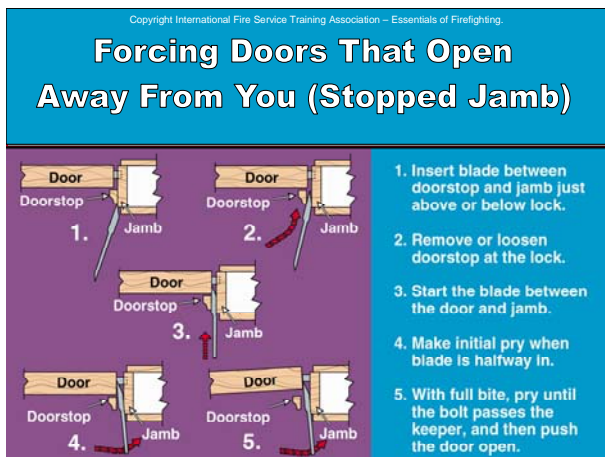 Copyright International Fire Service Training Association – Essentials of Firefighting.
Forcing Doors That Open
Away From You (Stopped Jamb)
Door
Doorstop
Jamb
1.
Door
Doorstop
Jamb
2.
Door
Doorstop
Jamb
3.
Door
Doorstop
Jamb
4.
Door
Doorstop
Jamb
5.
1. Insert blade between
doorstop and jamb just
above or below lock.
2. Remove or loosen
doorstop at the lock.
3. Start the blade between
the door and jamb.
4. Make initial pry when
blade is halfway in.
5. With full bite, pry until
the bolt passes the
keeper, and then push
the door open.